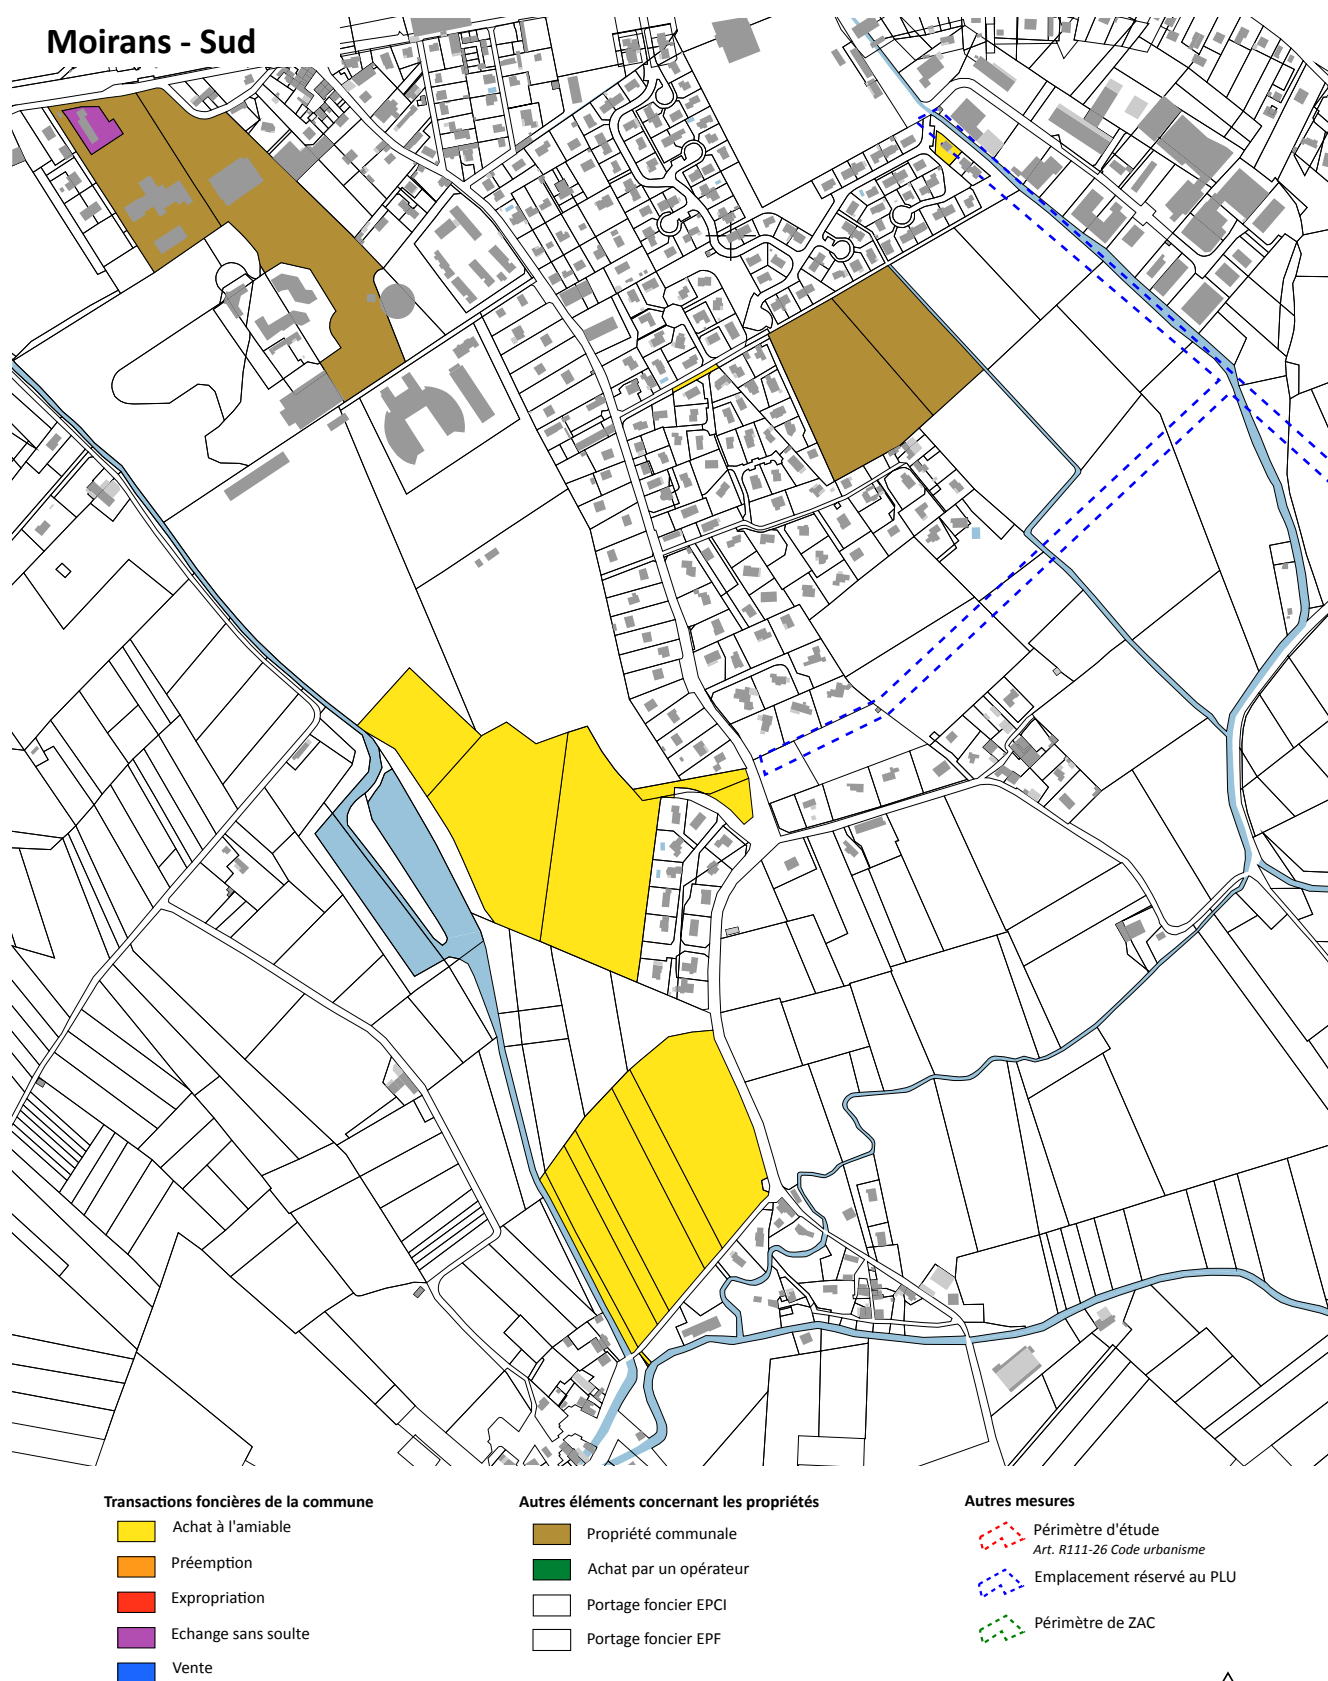 Moirans - Sud
Transactions foncières de la commune
Achat à l'amiable
Préemption
Expropriation
Echange sans soulte
Vente
Autres éléments concernant les propriétés
Propriété communale
Achat par un opérateur
Portage foncier EPCI
Portage foncier EPF
Autres mesures
Périmètre d'étude
Art. R111-26 Code urbanisme
Emplacement réservé au PLU
Périmètre de ZAC